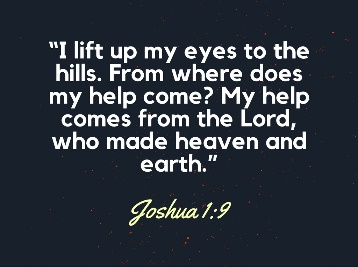 “I lift up my eyes to the
hills. From where does
my help come? My help
comes from the Lord,
who made heaven and
earth.”
Joshua 1:9